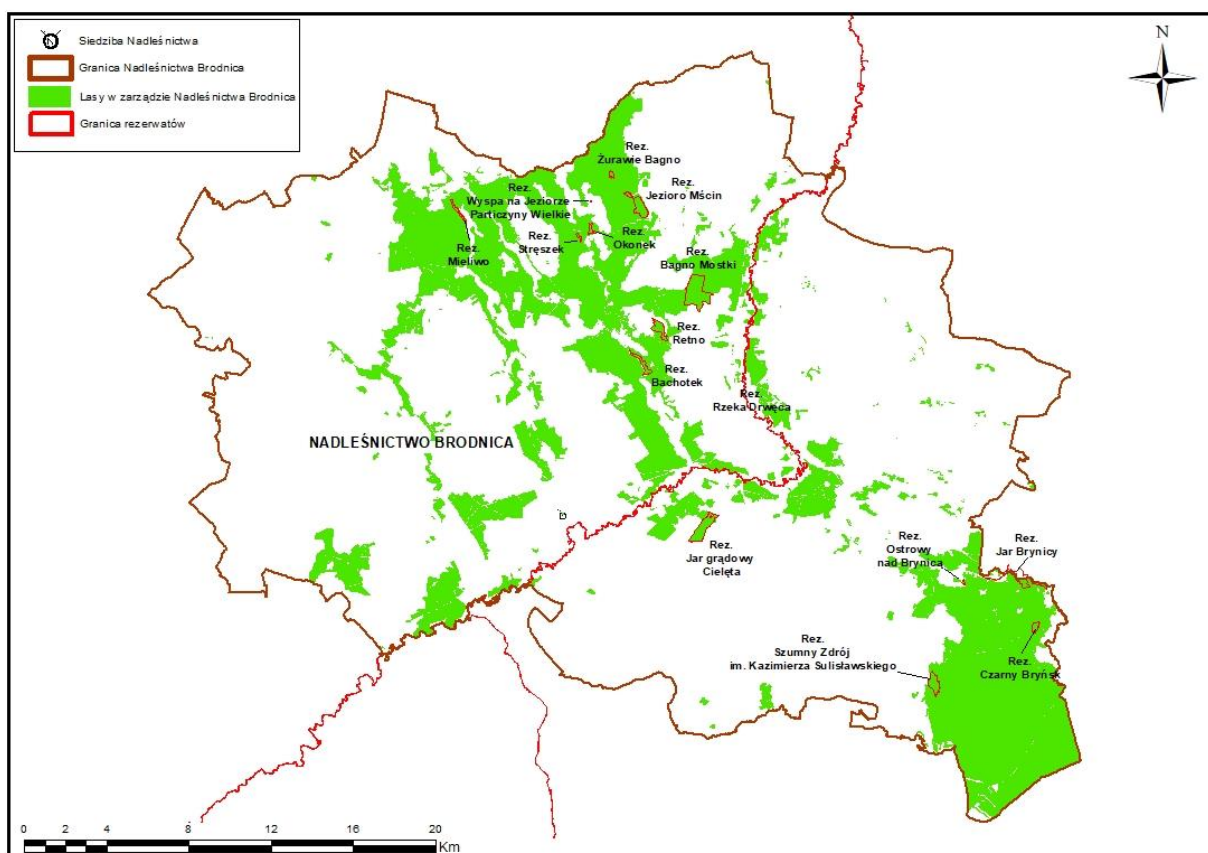 Siedziba Nadleśnictwa
Granica Nadleśnictwa Brodnica
Lasy w zarządzie Nadleśnictwa Brodnica
Granica rezerwatów
N
Rez.
Żurawie Bagno
Rez.
Jezioro Mścin
Rez.
Wyspa na Jeziorze
Particzyny Wielkie
Rez.
Stręszek
Rez.
Okonek
Rez.
Mieliwo
Rez.
Bagno Mostki
Rez.
Retno
Rez.
Bachotek
Rez.
Rzeka Drwęca
NADLEŚNICTWO BRODNICA
Rez.
Jar grądowy
Cielęta
Rez.
Ostrowy
nad Brynicą
Rez.
Jar Brynicy
Rez.
Szumny Zdrój
im. Kazimierza Sulisławskiego
Rez.
Czarny Bryńsk
0 2 4 8 12 16 20
Km